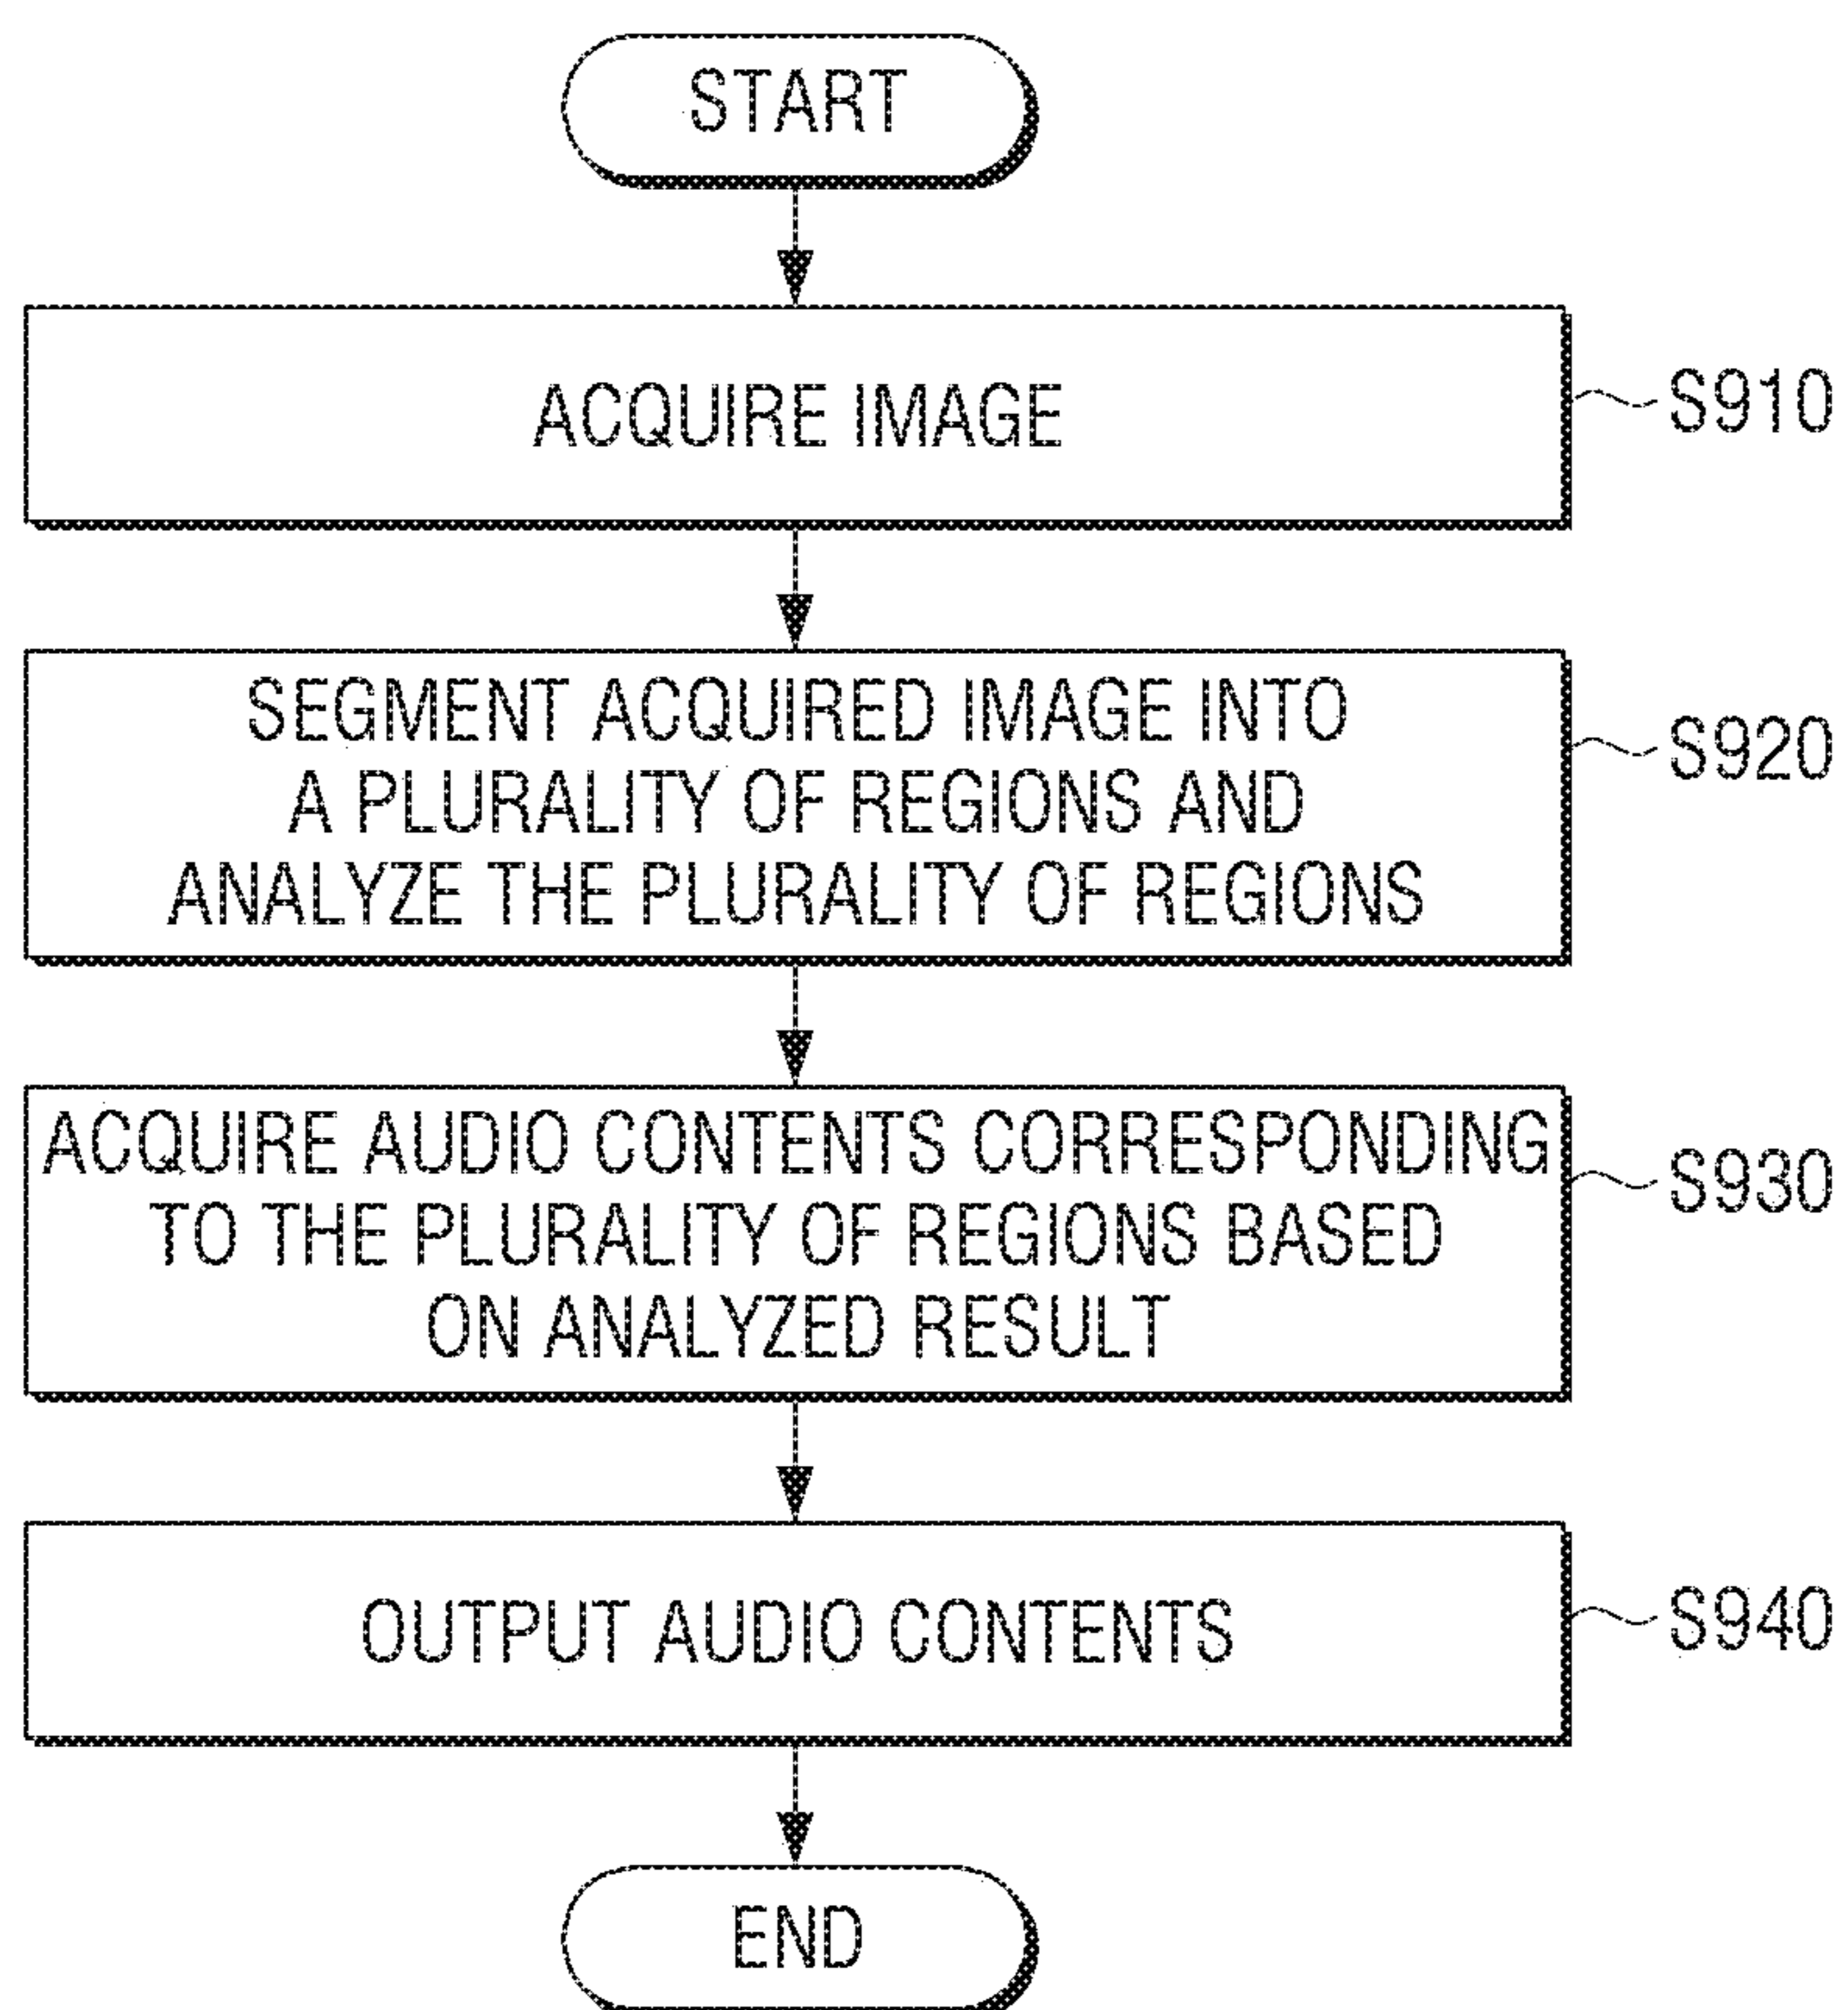 START
ACQUIRE IMAGE
S910
SEGMENT ACQUIRED IMAGE INTO
A PLURALITY OF REGIONS AND
ANALYZE THE PLURALITY OF REGIONS
S920
ACQUIRE AUDIO CONTENTS CORRESPONDING
TO THE PLURALITY OF REGIONS BASED
ON ANALYZED RESULT
S930
OUTPUT AUDIO CONTENTS
S940
END